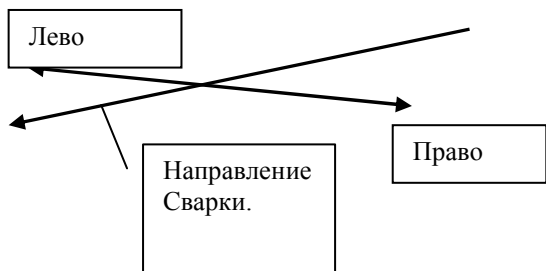 Лево
Право
Направление
Сварки.